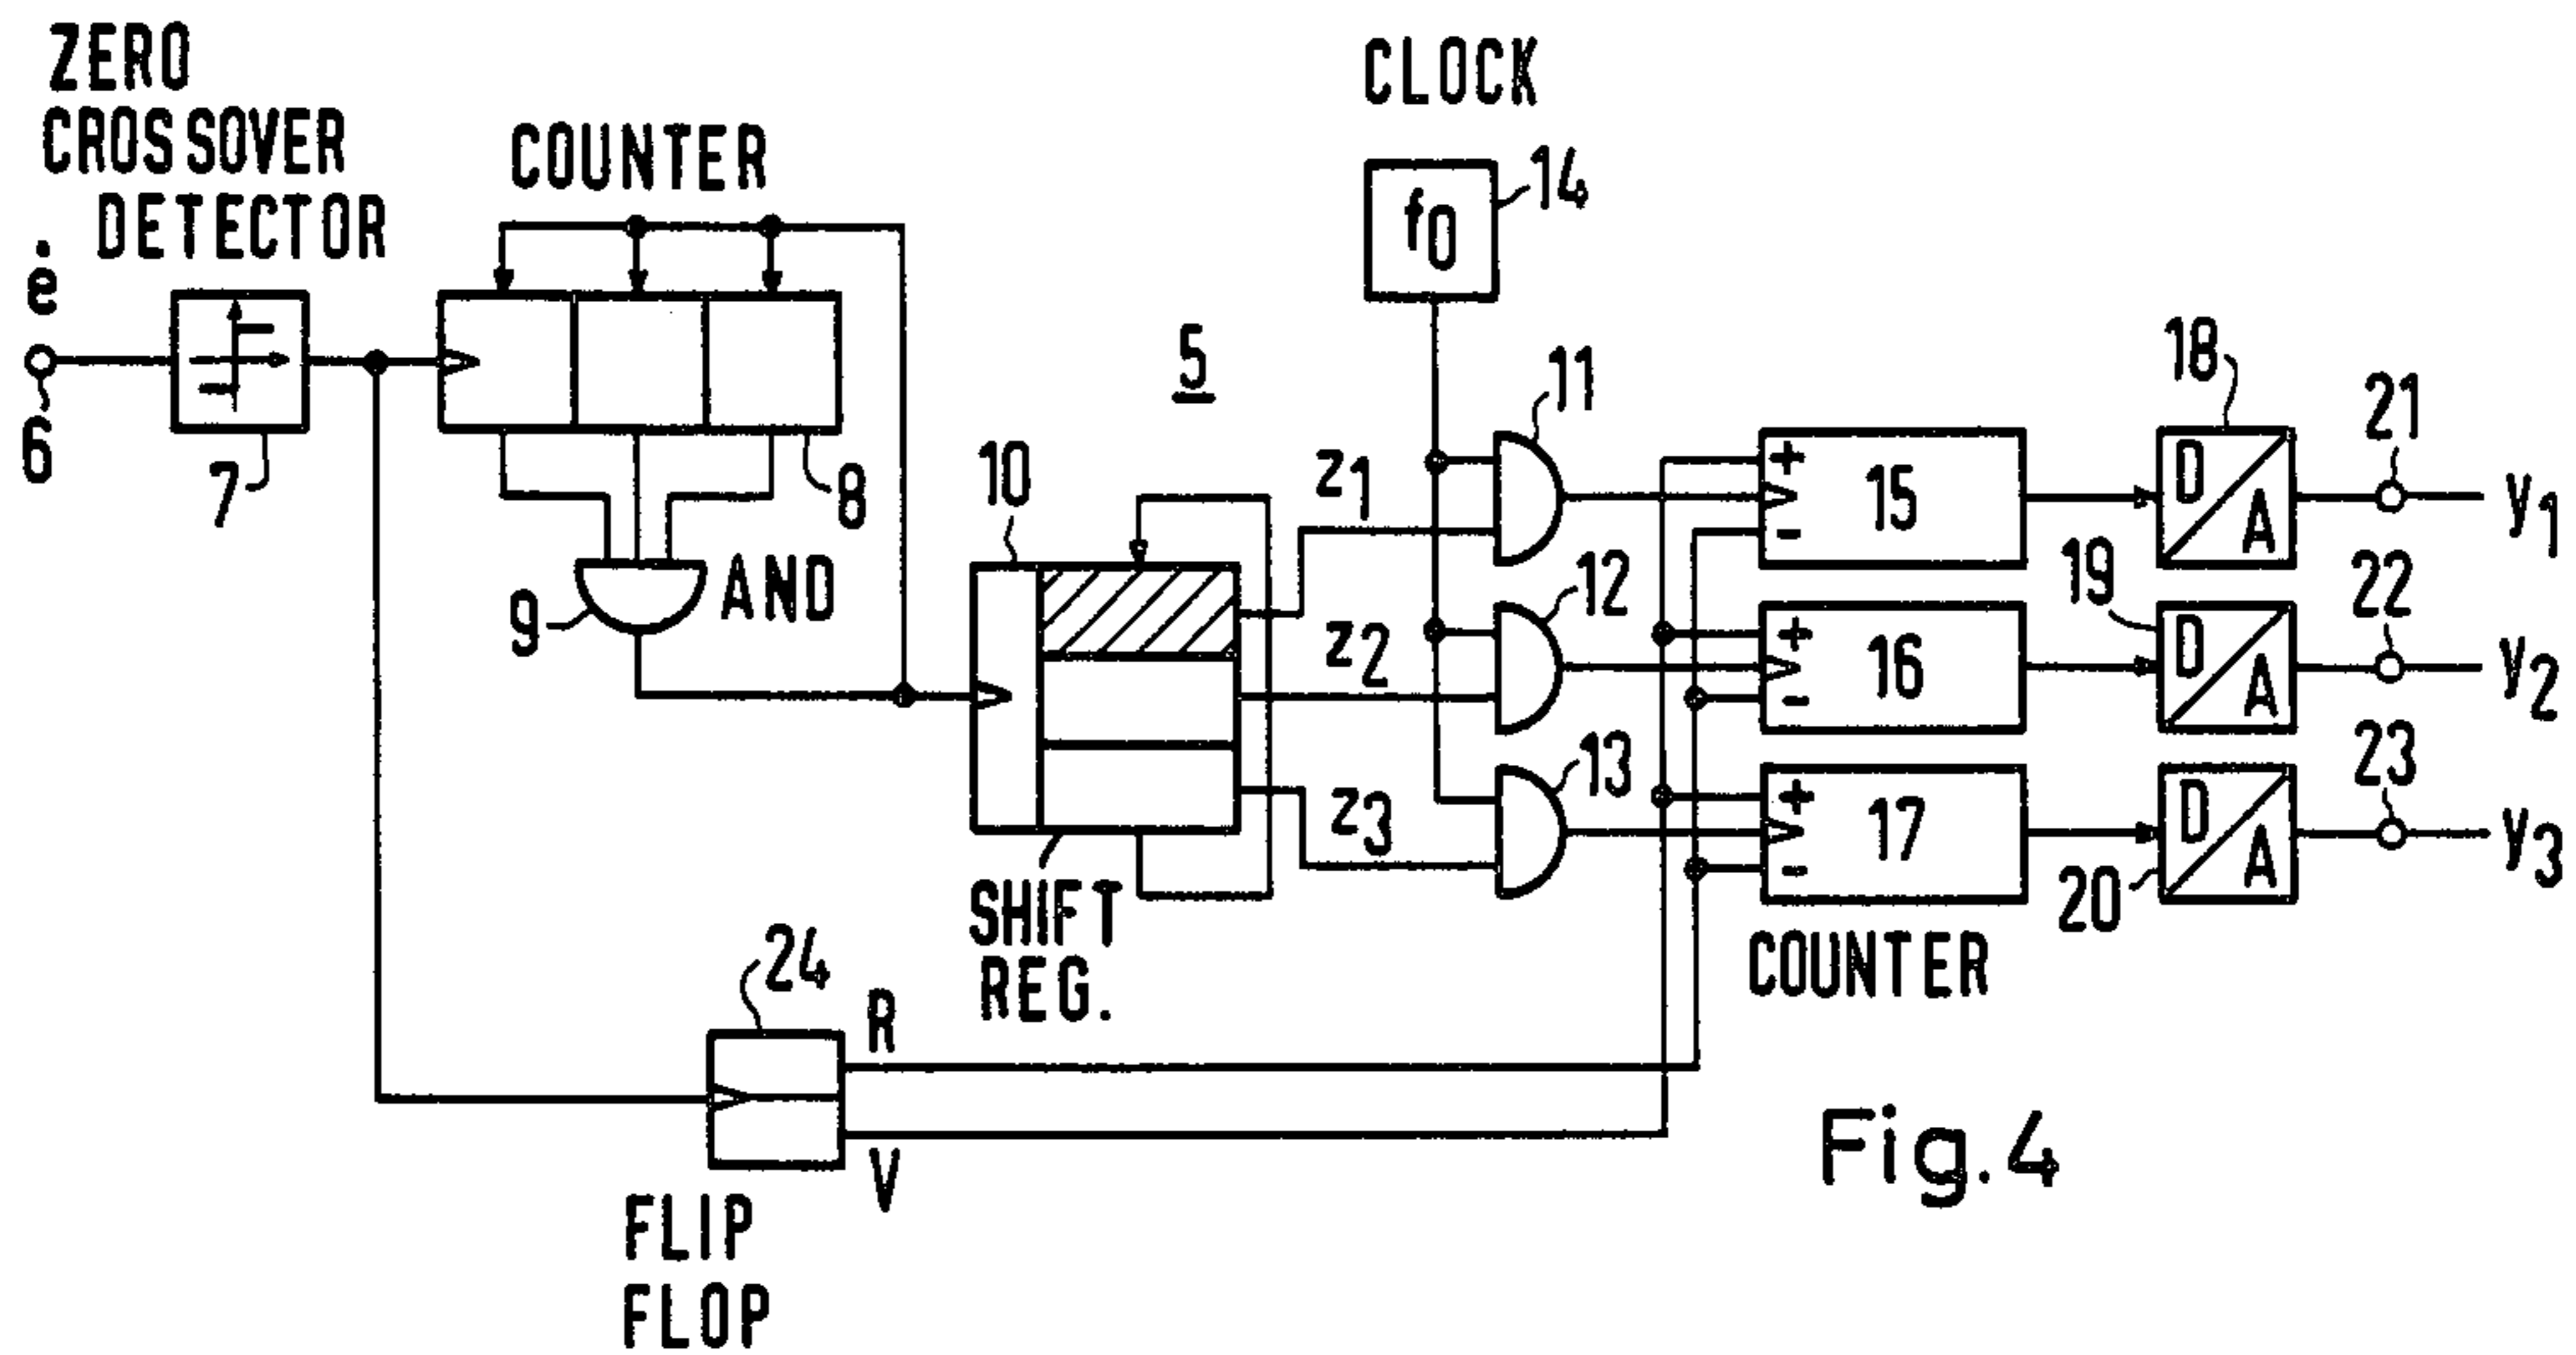 ZERO
CROSSOVER
DETECTOR
ė
6
7
COUNTER
8
9
AND
CLOCK
f0
14
5
10
SHIFT
REG.
z1
z2
z3
11
12
13
+
-
15
+
-
16
+
-
17
COUNTER
18
D
A
19
D
A
20
D
A
21
y1
22
y2
23
y3
24
R
V
FLIP
FLOP
Fig.4